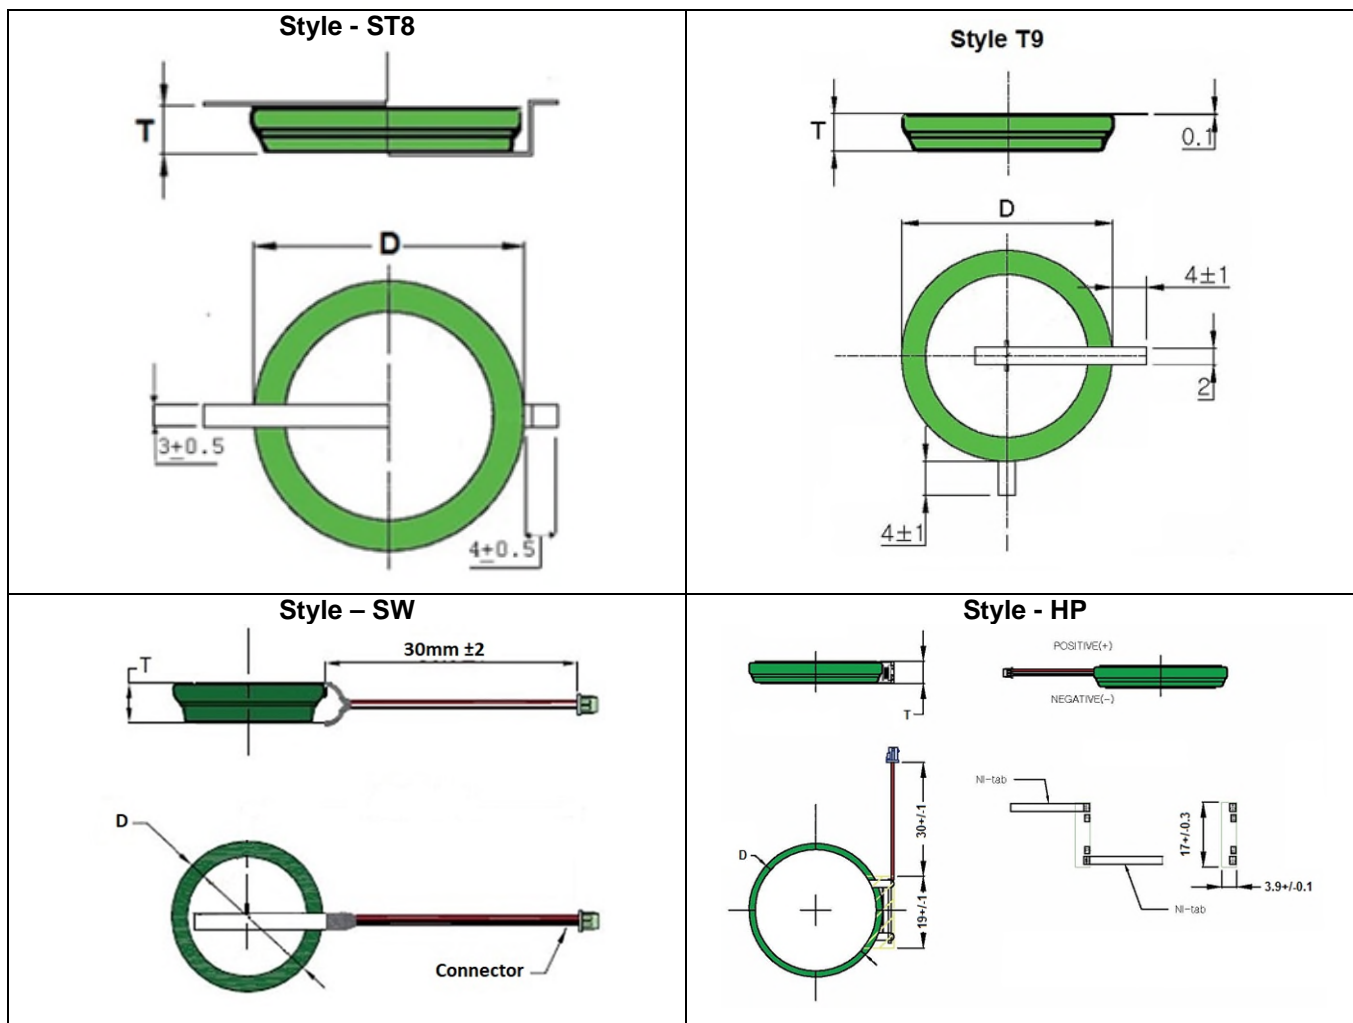 Style - ST8
T
D
3±0.5
4±0.5
Style T9
T
0.1
D
4±1
2
4±1
Style – SW
T
30mm ±2
D
Connector
Style - HP
T
POSITIVE(+)
NEGATIVE(-)
D
30+/-1
19+/-1
NI-tab
NI-tab
17+/-0.3
3.9+/-0.1